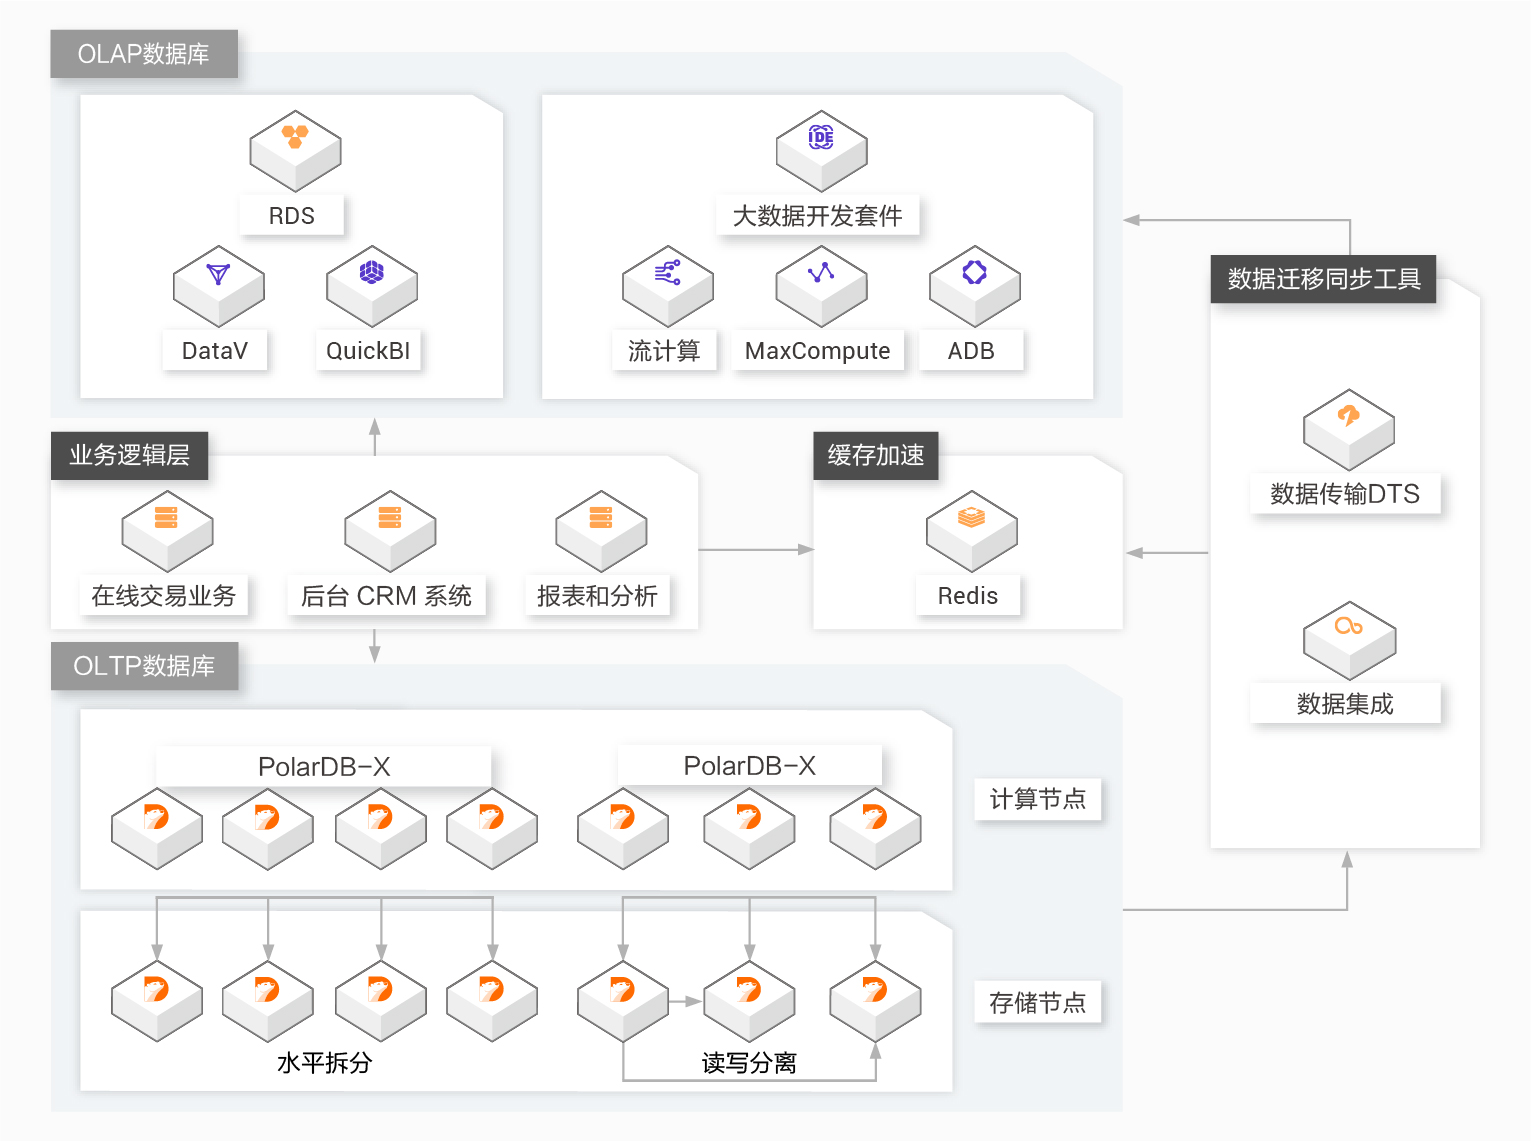 OLAP数据库
RDS
DataV
QuickBI
IDE
大数据开发套件
流计算
MaxCompute
ADB
数据迁移同步工具
数据传输DTS
数据集成
业务逻辑层
在线交易业务
后台 CRM 系统
报表和分析
缓存加速
Redis
OLTP数据库
PolarDB-X
PolarDB-X
计算节点
存储节点
水平拆分
读写分离